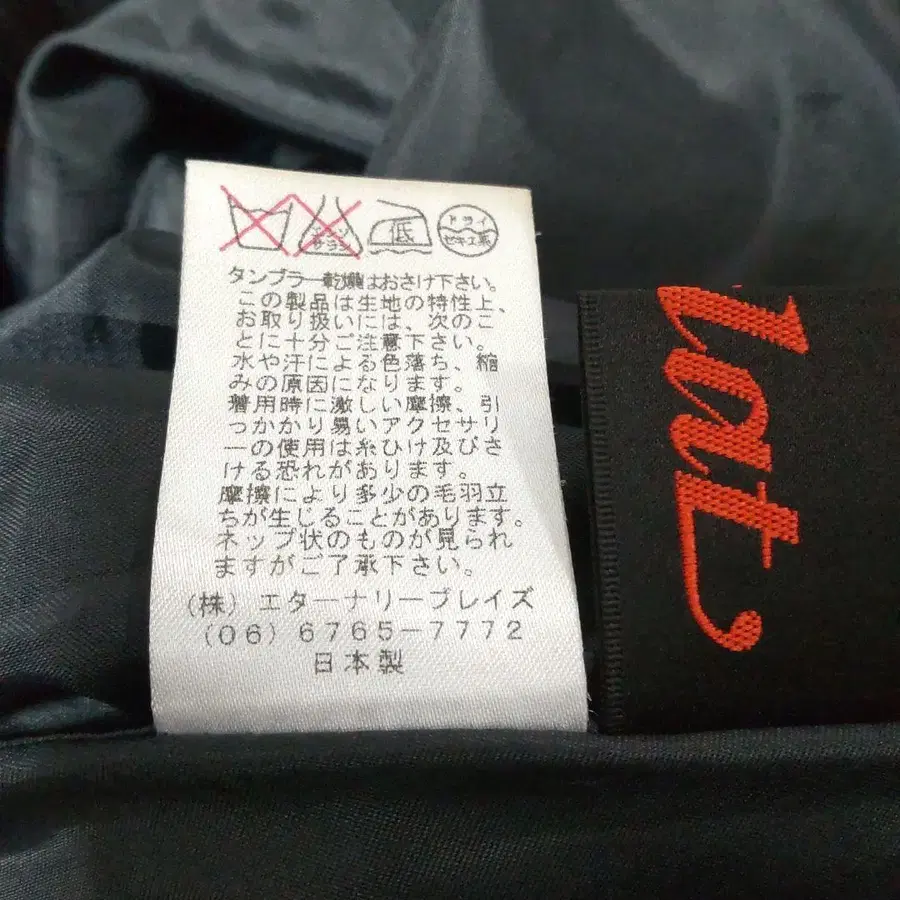 エンソ
サラシ
低
ドライ
セキユ系
タンブラー乾燥はおさけ下さい。
この製品は生地の特性上、
お取り扱いには、次のこ
とに十分ご注意下さい。
水や汗による色落ち、縮
みの原因になります。
着用時に激しい摩擦、引
っかかり易いアクセサリ
ーの使用は糸ひけ及びさ
ける恐れがあります。
摩擦により多少の毛羽立
ちが生じることがあります。
ネップ状のものが見られ
ますがご了承下さい。
(株) エターナリーブレイズ
(06) 6765-7772
日本製
lat,